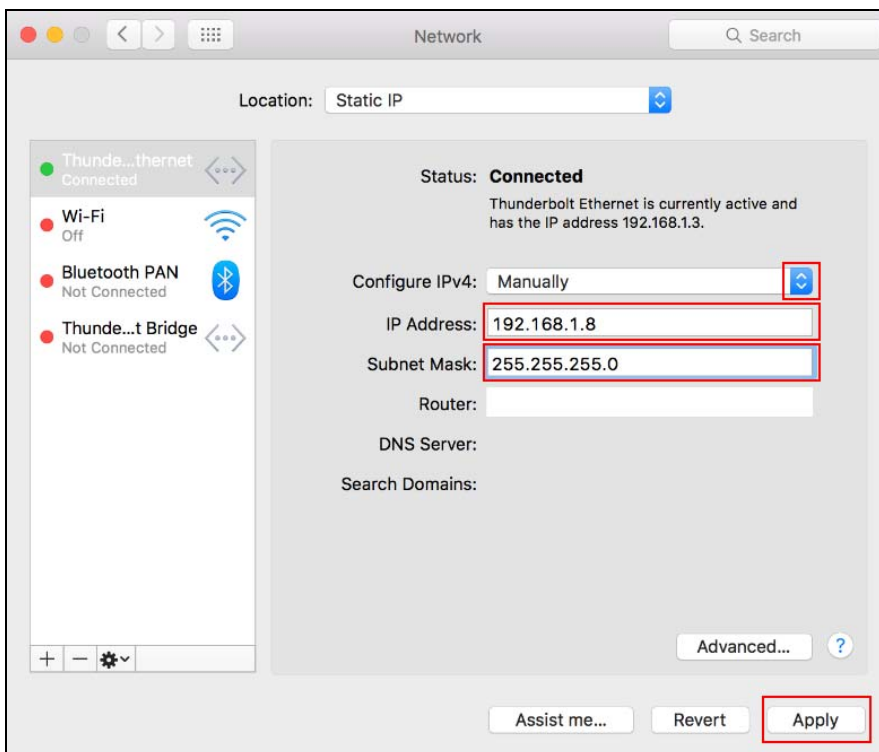 Network
Search
Location: Static IP
Thunde...thernet
Connected
Wi-Fi
Off
Bluetooth PAN
Not Connected
Thunde...t Bridge
Not Connected
Status: Connected
Thunderbolt Ethernet is currently active and
has the IP address 192.168.1.3.
Configure IPv4: Manually
IP Address: 192.168.1.8
Subnet Mask: 255.255.255.0
Router:
DNS Server:
Search Domains:
Advanced... ?
Assist me... Revert Apply